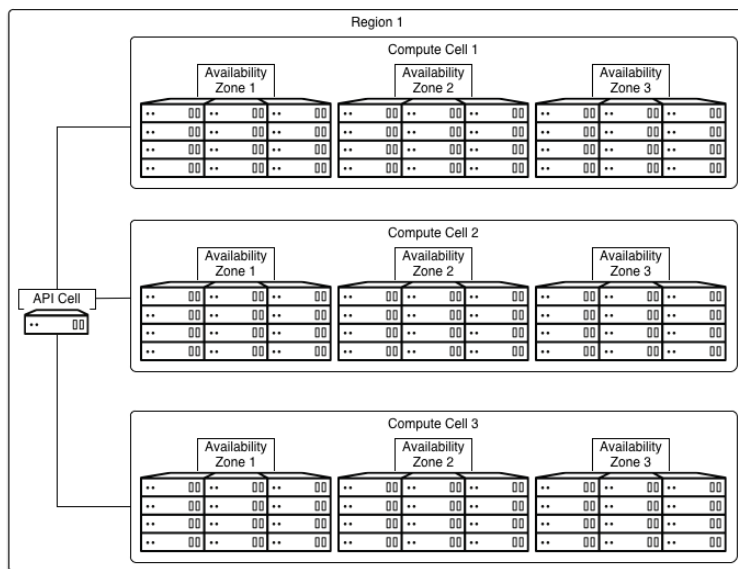 Region 1
Compute Cell 1
Availability
Zone 1
Availability
Zone 2
Availability
Zone 3
Compute Cell 2
Availability
Zone 1
Availability
Zone 2
Availability
Zone 3
API Cell
Compute Cell 3
Availability
Zone 1
Availability
Zone 2
Availability
Zone 3